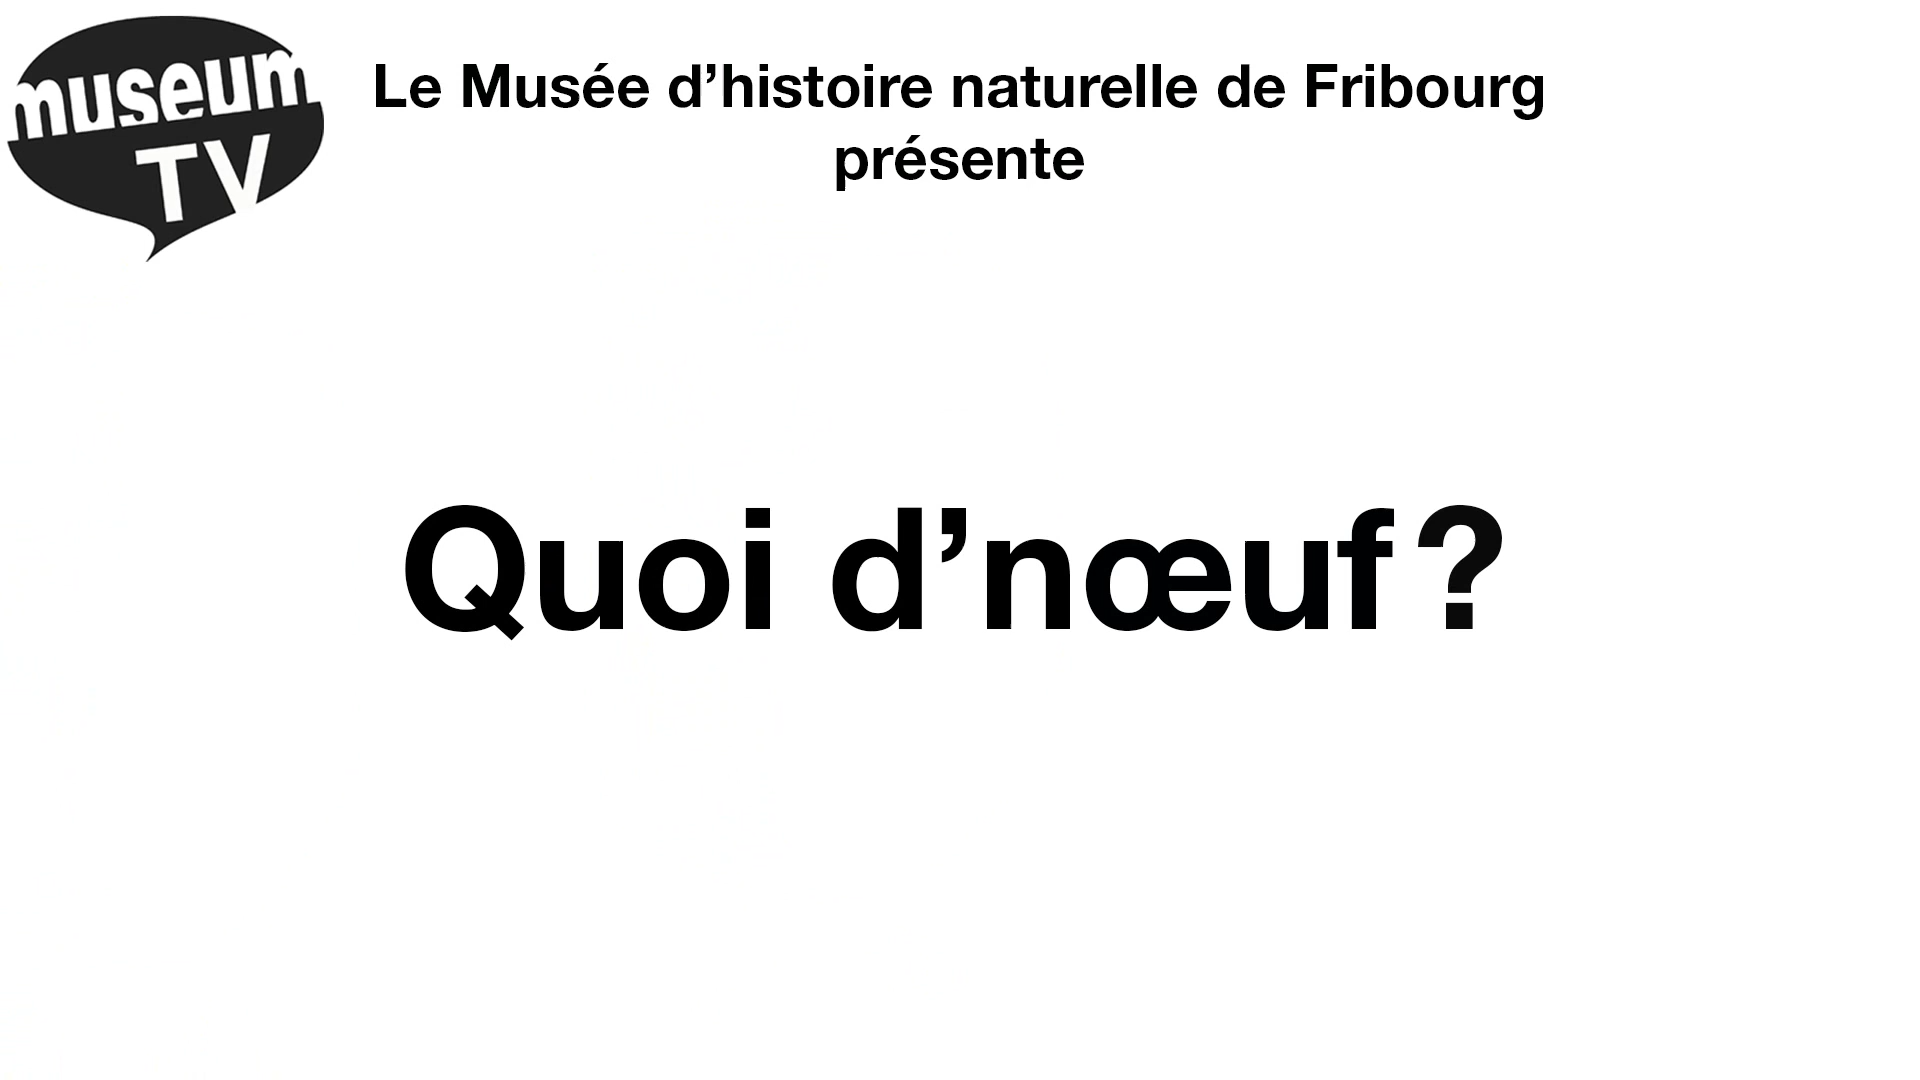 museum
TV
Le Musée d’histoire naturelle de Fribourg
présente
Quoi d’nœuf ?